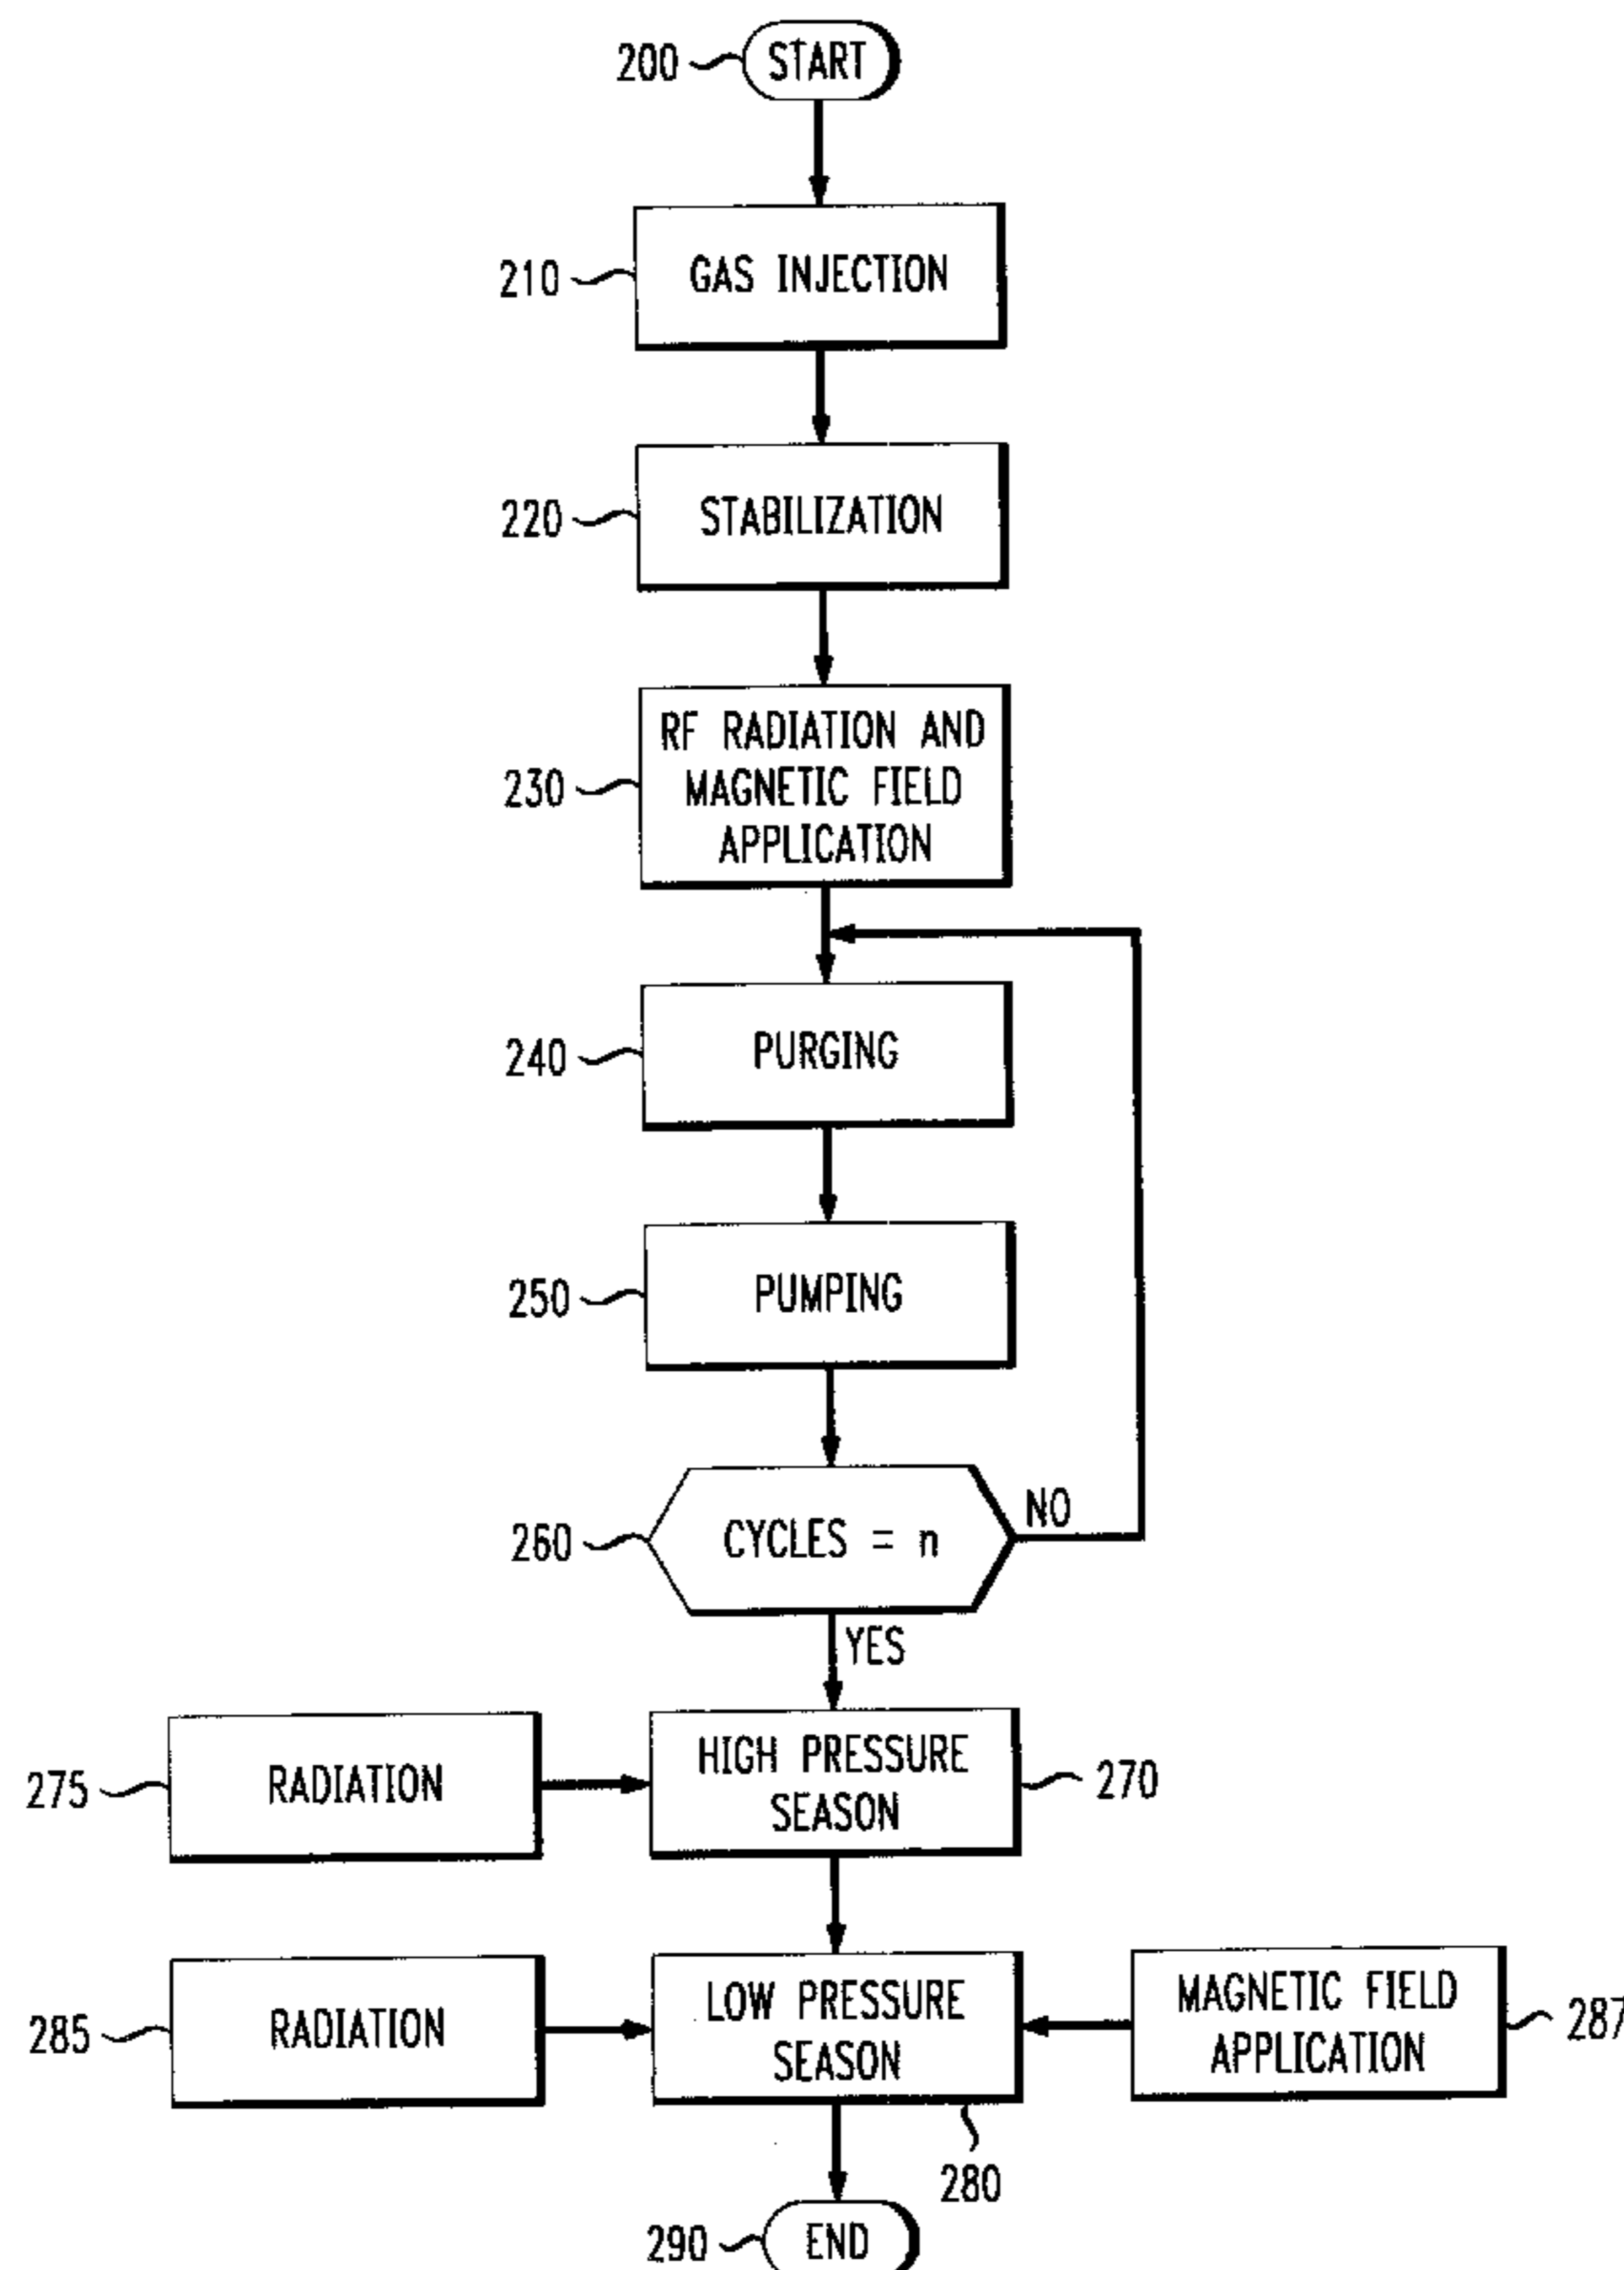 200
START
210
GAS INJECTION
220
STABILIZATION
230
RF RADIATION AND
MAGNETIC FIELD
APPLICATION
240
PURGING
250
PUMPING
260
CYCLES = n
NO
YES
275
RADIATION
HIGH PRESSURE
SEASON
270
285
RADIATION
LOW PRESSURE
SEASON
280
MAGNETIC FIELD
APPLICATION
287
290
END